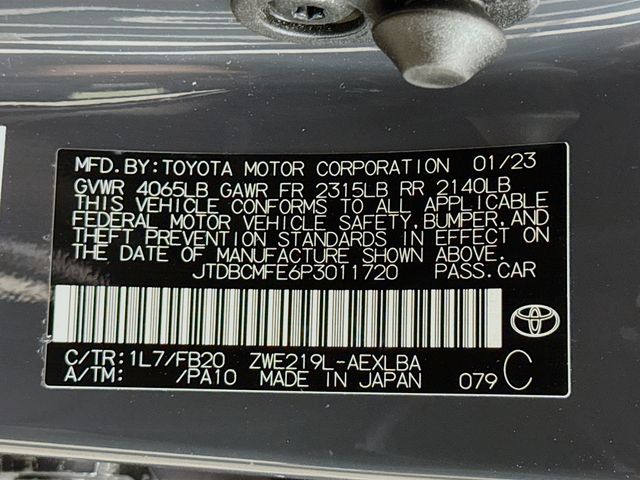 MFD.BY:TOYOTA MOTOR CORPORATION 01/23
GVWR 4065LB GAWR FR 2315LB RR 2140LB
THIS VEHICLE CONFORMS TO ALL APPLICABLE
FEDERAL MOTOR VEHICLE SAFETY, BUMPER, AND
THEFT PREVENTION STANDARDS IN EFFECT ON
THE DATE OF MANUFACTURE SHOWN ABOVE.
JTDBCMFE6P3011720 PASS.CAR
C/TR:1L7/FB20 ZWE219L-AEXLBA
A/TM: /PA10 MADE IN JAPAN 079 C